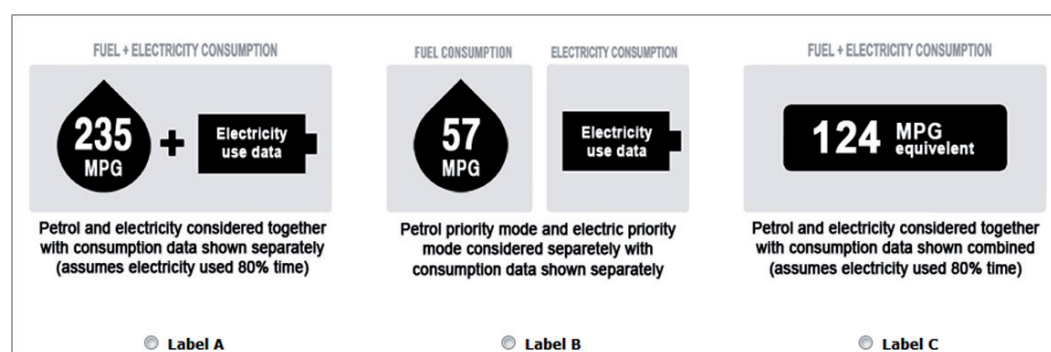 FUEL + ELECTRICITY CONSUMPTION
235
MPG
+
Electricity
use data
Petrol and electricity considered together
with consumption data shown separately
(assumes electricity used 80% time)
Label A
FUEL CONSUMPTION
ELECTRICITY CONSUMPTION
57
MPG
Electricity
use data
Petrol priority mode and electric priority
mode considered separetely with
consumption data shown separately
Label B
FUEL + ELECTRICITY CONSUMPTION
124 MPG
equivelent
Petrol and electricity considered together
with consumption data shown combined
(assumes electricity used 80% time)
Label C